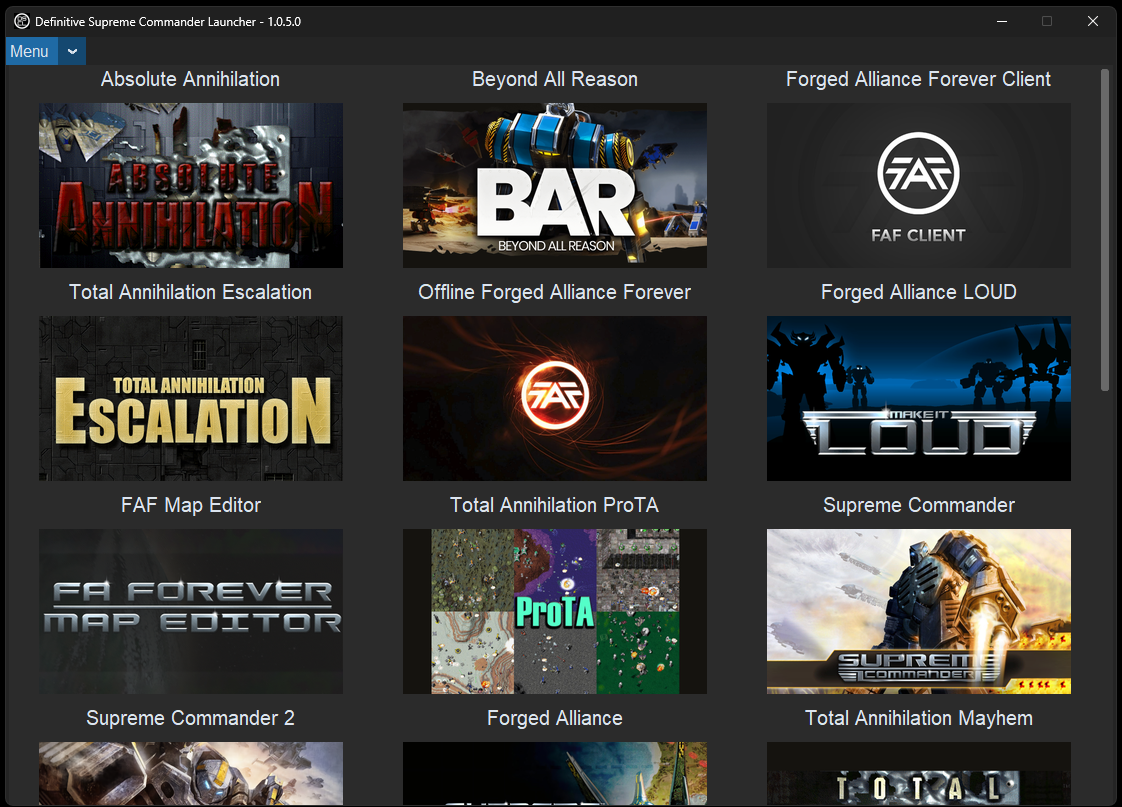 Definitive Supreme Commander Launcher - 1.0.5.0
Menu
Absolute Annihilation
Beyond All Reason
Forged Alliance Forever Client
ABSOLUTE
ANNIHILATION
BAR
BEYOND ALL REASON
FAF
FAF CLIENT
Total Annihilation Escalation
Offline Forged Alliance Forever
Forged Alliance LOUD
TOTAL ANNIHILATION
ESCALATION
FAF
MAKE IT
LOUD
FAF Map Editor
Total Annihilation ProTA
Supreme Commander
FA FOREVER
MAP EDITOR
ProTA
SUPREME
COMMANDER
Supreme Commander 2
Forged Alliance
Total Annihilation Mayhem
TOTAL